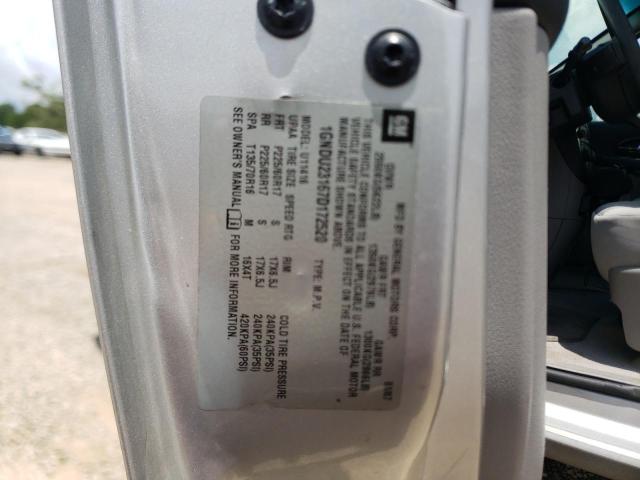 GM
MFD BY GENERAL MOTORS CORP
01/07
GVWR
GAWR FRT
GAWR RR
THIS VEHICLE CONFORMS TO ALL APPLICABLE U.S. FEDERAL MOTOR
VEHICLE SAFETY STANDARDS IN EFFECT ON THE DATE OF
MANUFACTURE SHOWN ABOVE.
1GNDU23167D172520
TYPE: M.P.V.
MODEL: U11416
UPAA TIRE SIZE SPEED RTG RIM COLD TIRE PRESSURE
FRT P225/60R17 S 17X6.5J 240KPA(35PSI)
RR P225/60R17 S 17X6.5J 240KPA(35PSI)
SPA T135/70R16 M 16X4T 420KPA(60PSI)
SEE OWNER'S MANUAL FOR MORE INFORMATION.